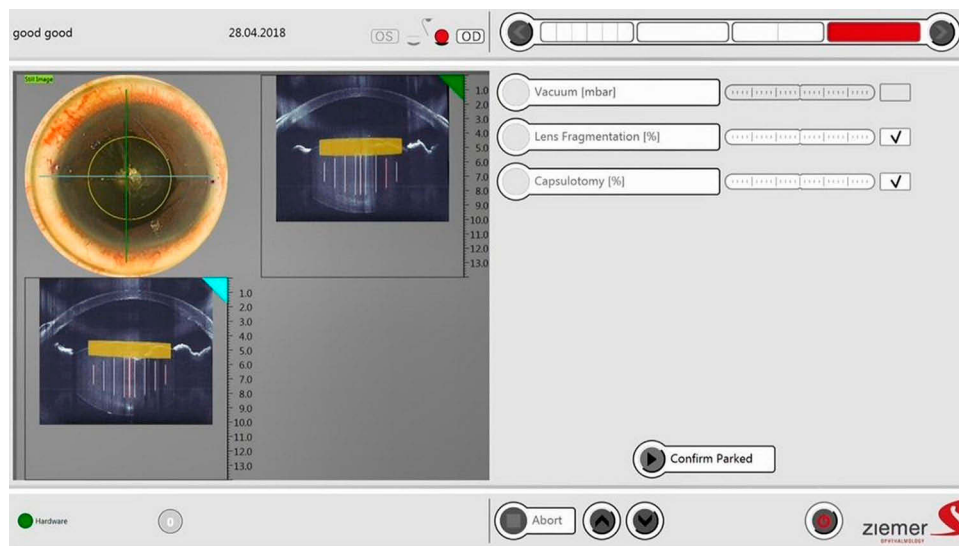 good good
28.04.2018
OS
OD
Still Image
1.0
2.0
3.0
4.0
5.0
6.0
7.0
8.0
9.0
10.0
11.0
12.0
13.0
Vacuum [mbar]
Lens Fragmentation [%]
Capsulotomy [%]
1.0
2.0
3.0
4.0
5.0
6.0
7.0
8.0
9.0
10.0
11.0
12.0
13.0
Confirm Parked
Hardware
0
Abort
ziemer
OPHTHALMOLOGY